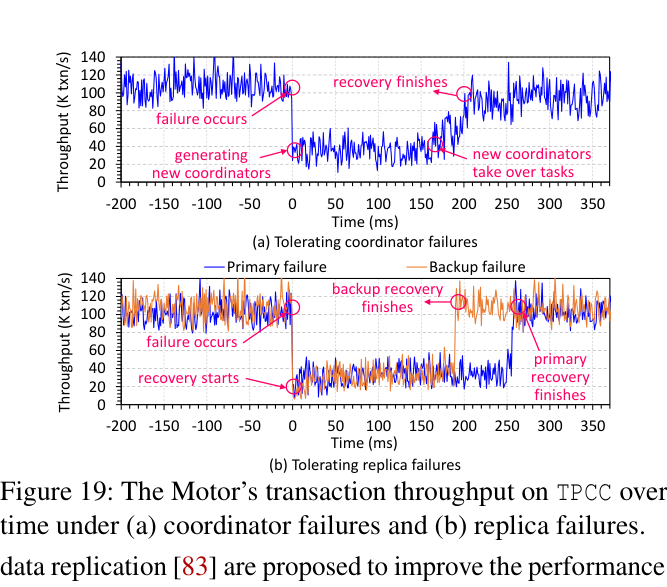 140
120
100
80
60
40
20
0
Throughput (K txn/s)
failure occurs
generating
new coordinators
recovery finishes
new coordinators
take over tasks
-200 -150 -100 -50 0 50 100 150 200 250 300 350
Time (ms)
(a) Tolerating coordinator failures
Primary failure Backup failure
140
120
100
80
60
40
20
0
Throughput (K txn/s)
failure occurs
recovery starts
backup recovery
finishes
primary
recovery
finishes
-200 -150 -100 -50 0 50 100 150 200 250 300 350
Time (ms)
(b) Tolerating replica failures
Figure 19: The Motor’s transaction throughput on TPCC over
time under (a) coordinator failures and (b) replica failures.
data replication [83] are proposed to improve the performance